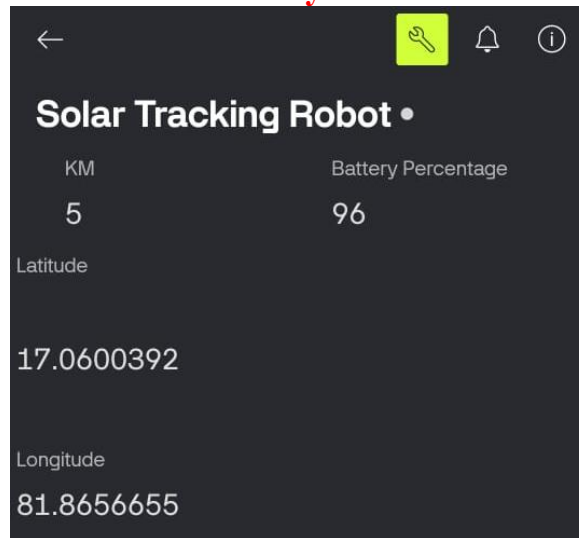 Solar Tracking Robot
KM Battery Percentage
5 96
Latitude
17.0600392
Longitude
81.8656655